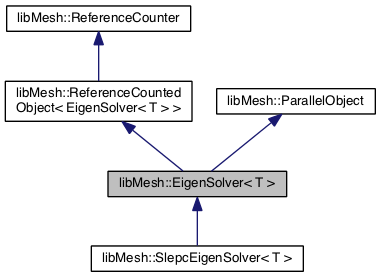 libMesh::ReferenceCounter
libMesh::ReferenceCounted
Object< EigenSolver< T > >
libMesh::ParallelObject
libMesh::EigenSolver< T >
libMesh::SlepcEigenSolver< T >